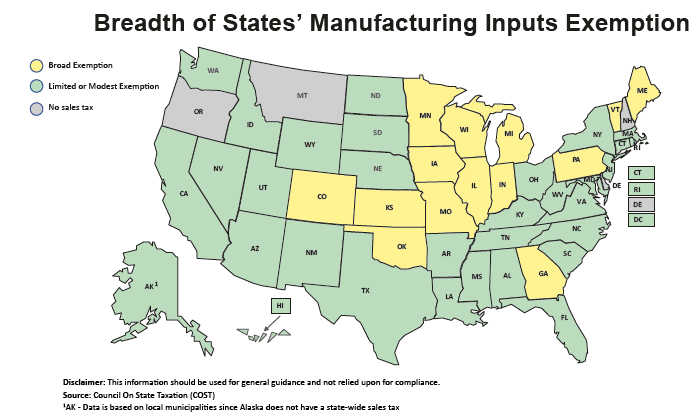 Breadth of States’ Manufacturing Inputs Exemption
Broad Exemption
Limited or Modest Exemption
No sales tax
WA
MT
ND
MN
ME
OR
ID
SD
WI
MI
VT
NH
NY
MA
CT
RI
WY
IA
PA
NJ
NV
NE
IL
IN
OH
MD
DE
CT
RI
DE
DC
CA
UT
CO
KS
MO
WV
VA
KY
AZ
NM
OK
AR
TN
NC
SC
MS
AL
GA
TX
LA
FL
AK¹
HI
Disclaimer: This information should be used for general guidance and not relied upon for compliance.
Source: Council On State Taxation (COST)
¹AK - Data is based on local municipalities since Alaska does not have a state-wide sales tax